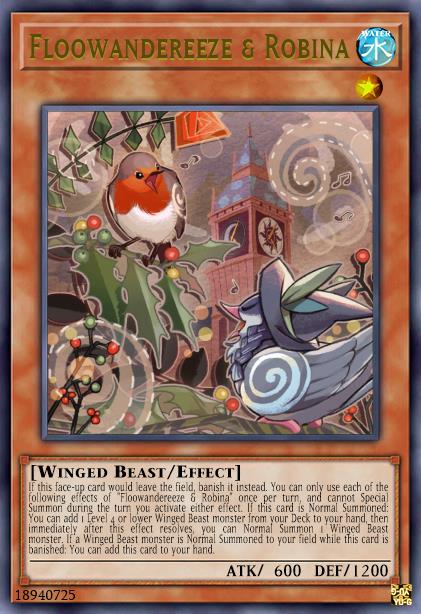 FLOOWANDEREEZE & ROBINA
WATER
水
[WINGED BEAST/EFFECT]
If this face-up card would leave the field, banish it instead. You can only use each of the
following effects of "Floowandereeze & Robina" once per turn, and cannot Special
Summon during the turn you activate either effect. If this card is Normal Summoned:
You can add 1 Level 4 or lower Winged Beast monster from your Deck to your hand, then
immediately after this effect resolves, you can Normal Summon 1 Winged Beast
monster. If a Winged Beast monster is Normal Summoned to your field while this card is
banished: You can add this card to your hand.
ATK/ 600 DEF/1200
18940725